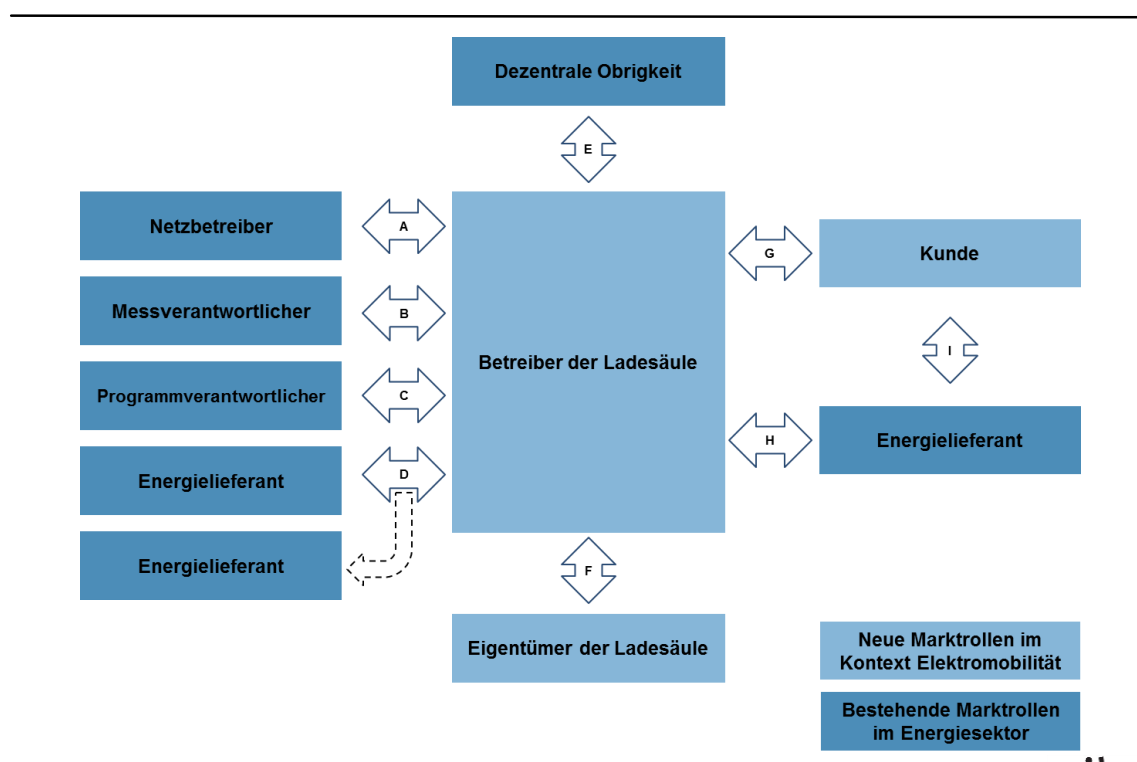 Dezentrale Obrigkeit
E
Netzbetreiber
A
Messverantwortlicher
B
Programmverantwortlicher
C
Energielieferant
D
Energielieferant
Betreiber der Ladesäule
G
Kunde
I
H
Energielieferant
F
Eigentümer der Ladesäule
Neue Marktrollen im
Kontext Elektromobilität
Bestehende Marktrollen
im Energiesektor